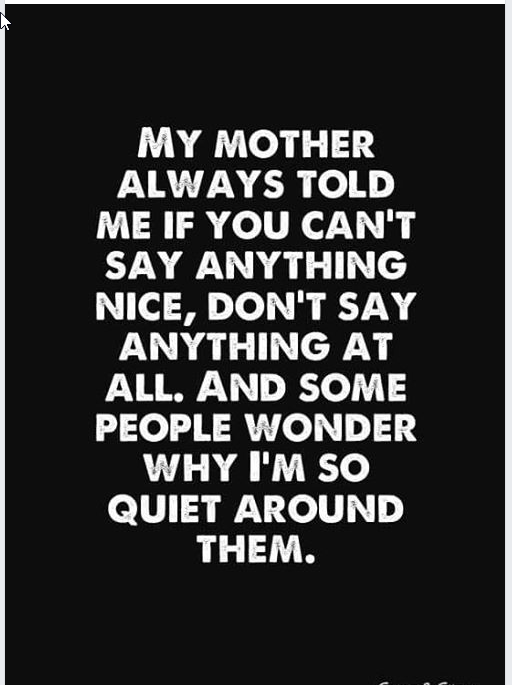 My mother
always told
me if you can't
say anything
nice, don't say
anything at
all. And some
people wonder
why I'm so
quiet around
them.